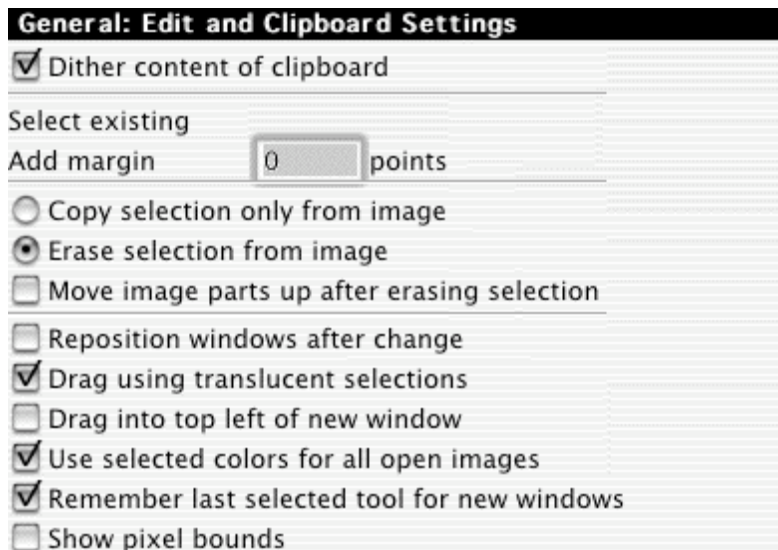 General: Edit and Clipboard Settings
Dither content of clipboard
Select existing
Add margin 0 points
Copy selection only from image
Erase selection from image
Move image parts up after erasing selection
Reposition windows after change
Drag using translucent selections
Drag into top left of new window
Use selected colors for all open images
Remember last selected tool for new windows
Show pixel bounds